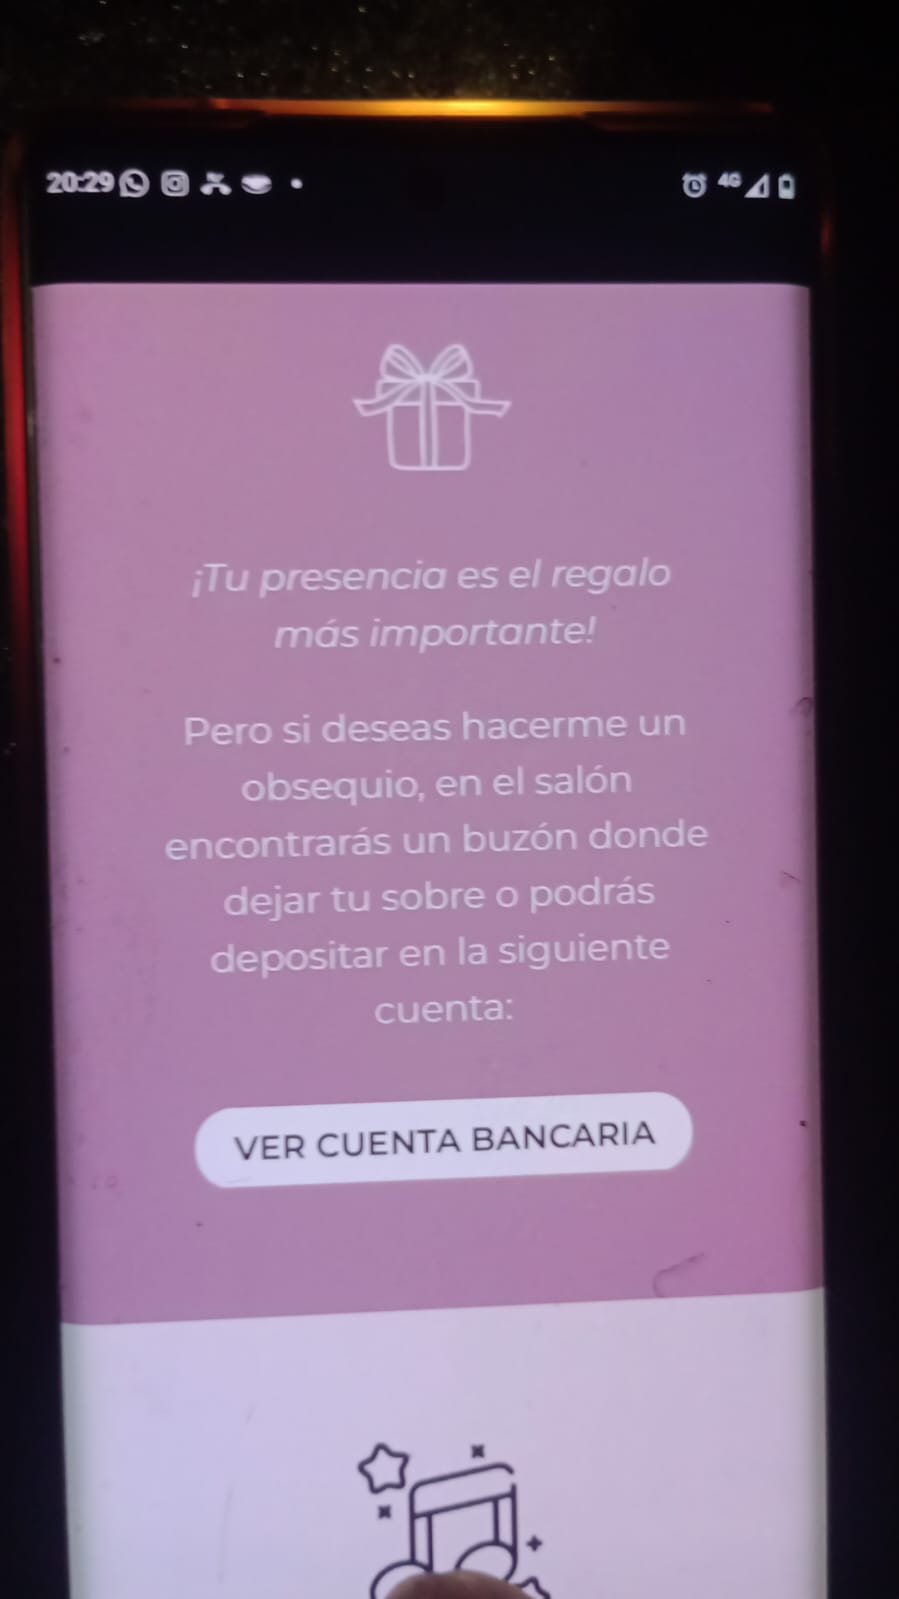 20:29
4G
¡Tu presencia es el regalo
más importante!
Pero si deseas hacerme un
obsequio, en el salón
encontrarás un buzón donde
dejar tu sobre o podrás
depositar en la siguiente
cuenta:
VER CUENTA BANCARIA